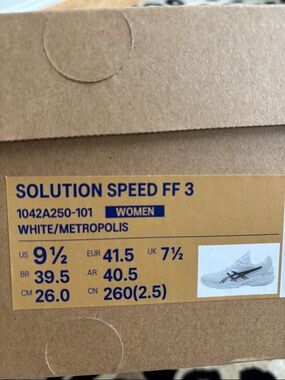 SOLUTION SPEED FF 3
1042A250-101 WOMEN
WHITE/METROPOLIS
US 9½ EUR 41.5 UK 7½
BR 39.5 AR 40.5
CM 26.0 CN 260(2.5)